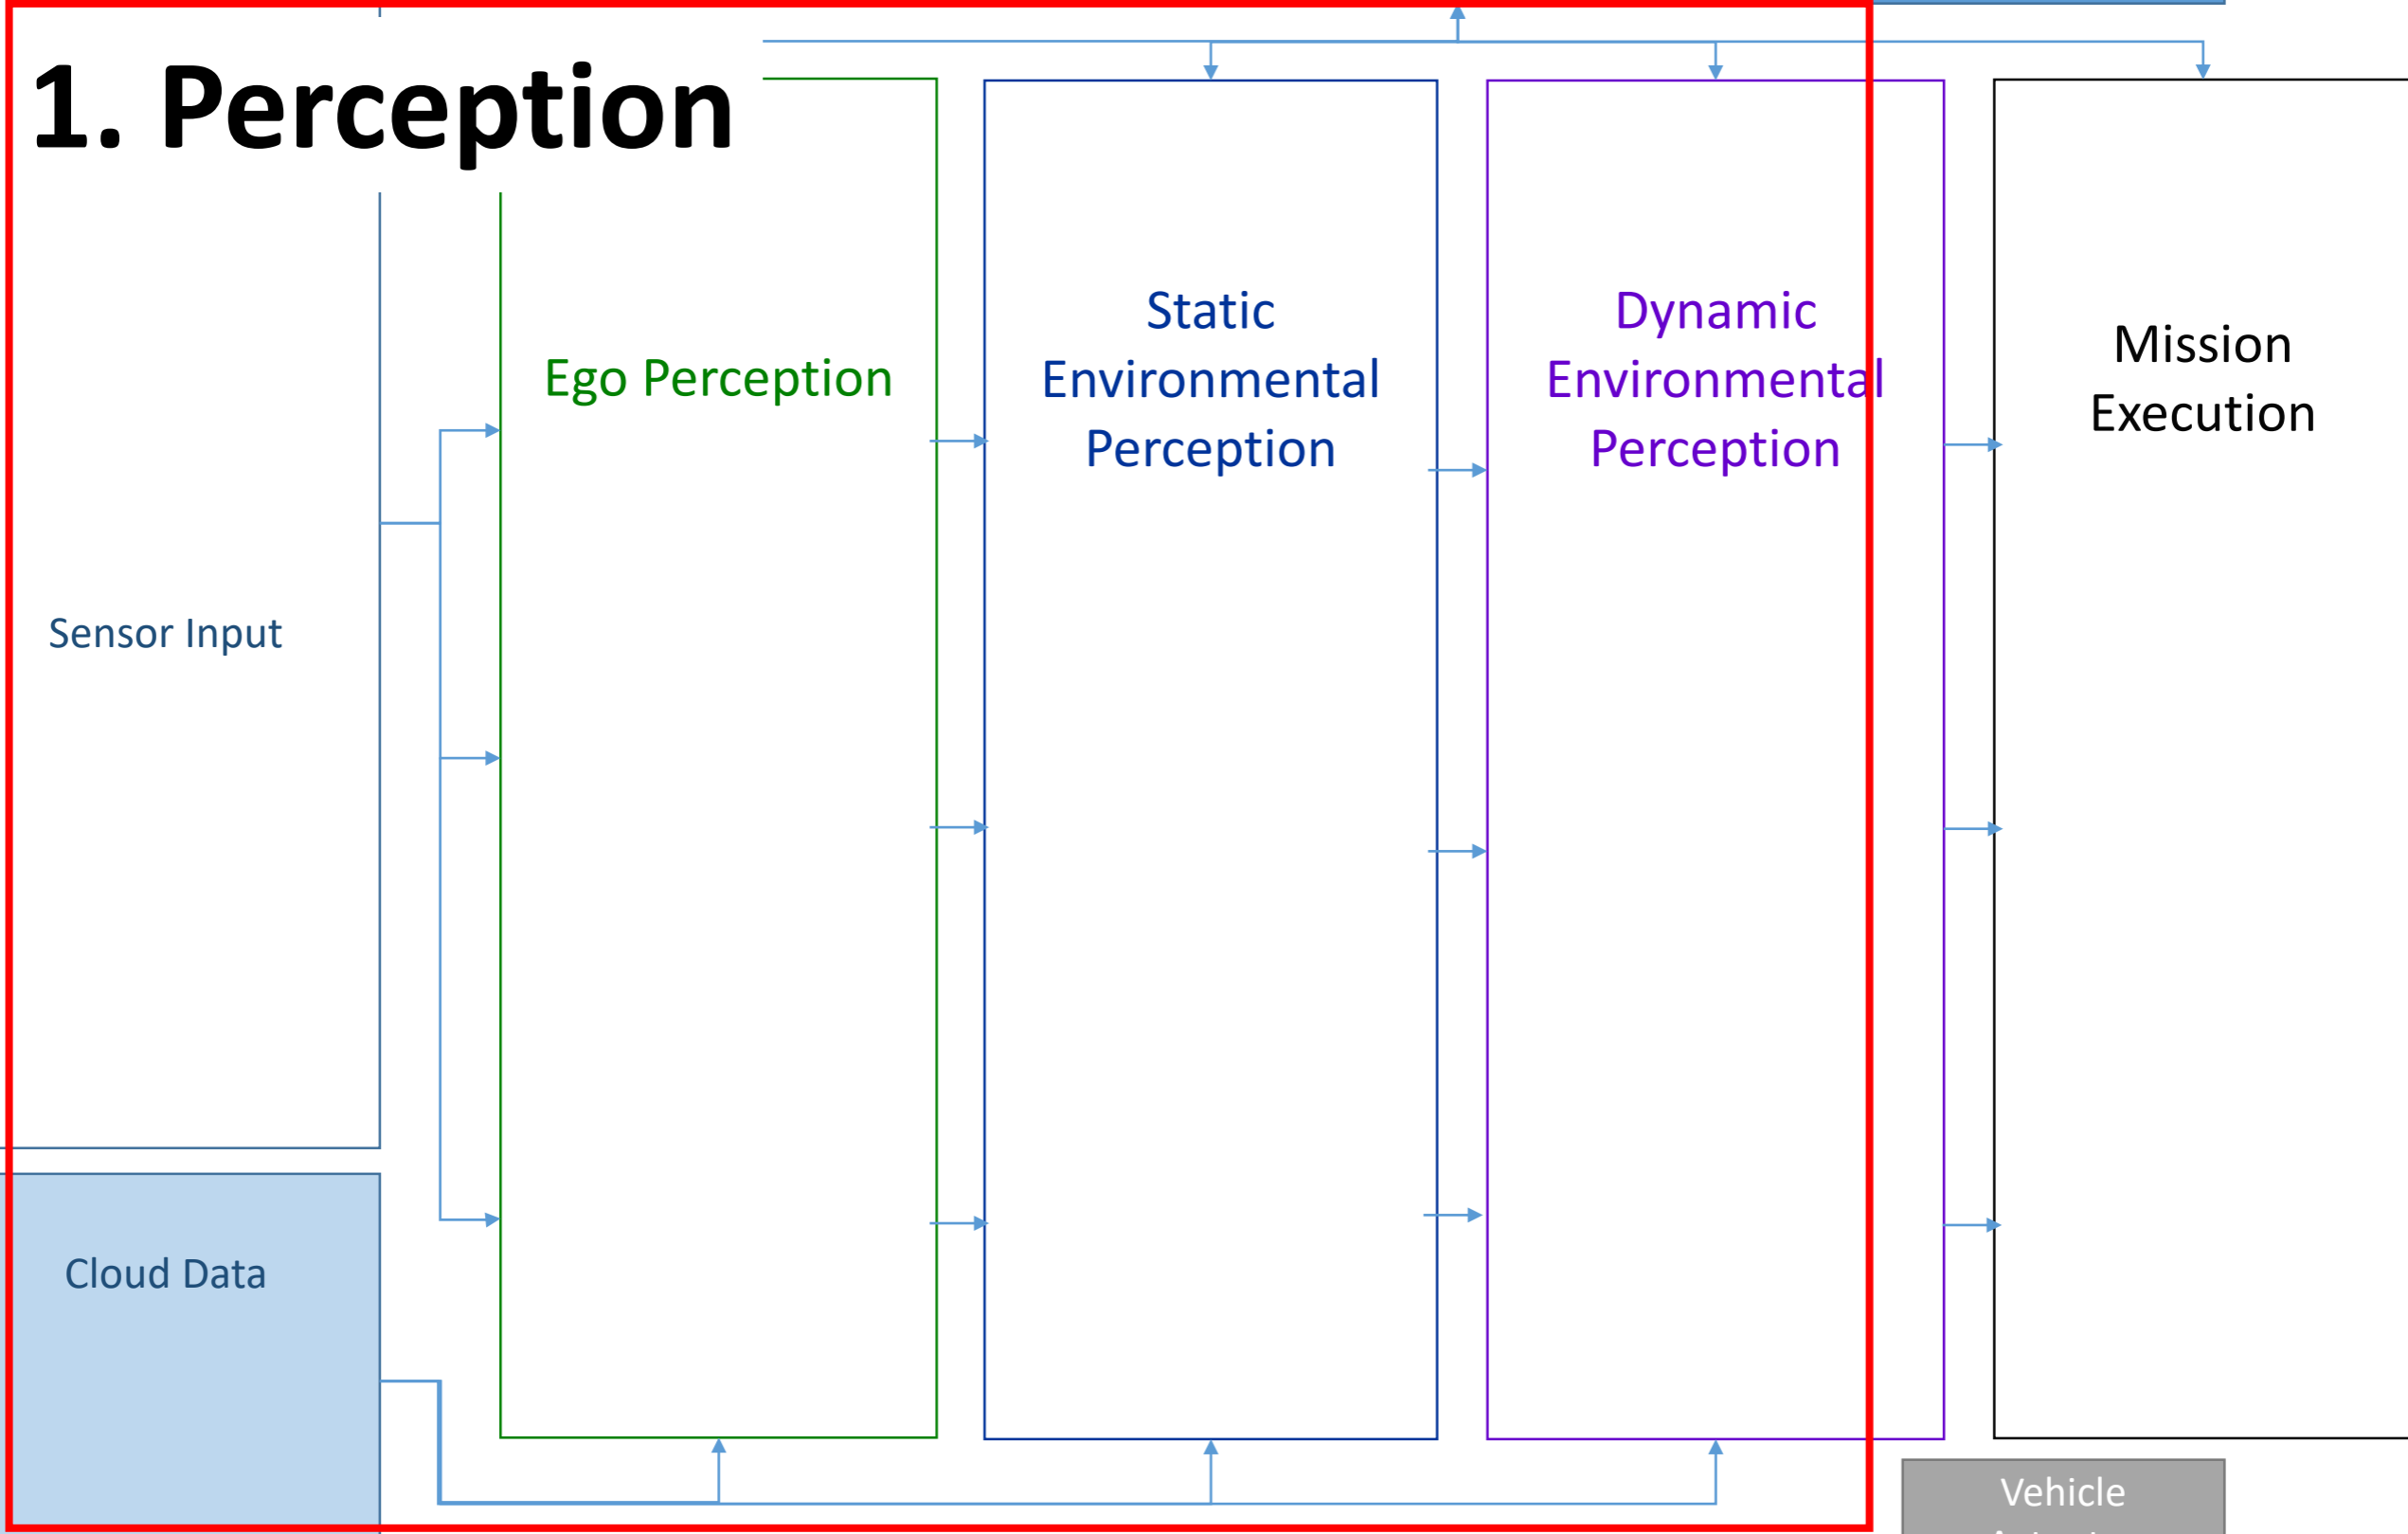 1. Perception
Sensor Input
Cloud Data
Ego Perception
Static
Environmental
Perception
Dynamic
Environmental
Perception
Mission
Execution
Vehicle